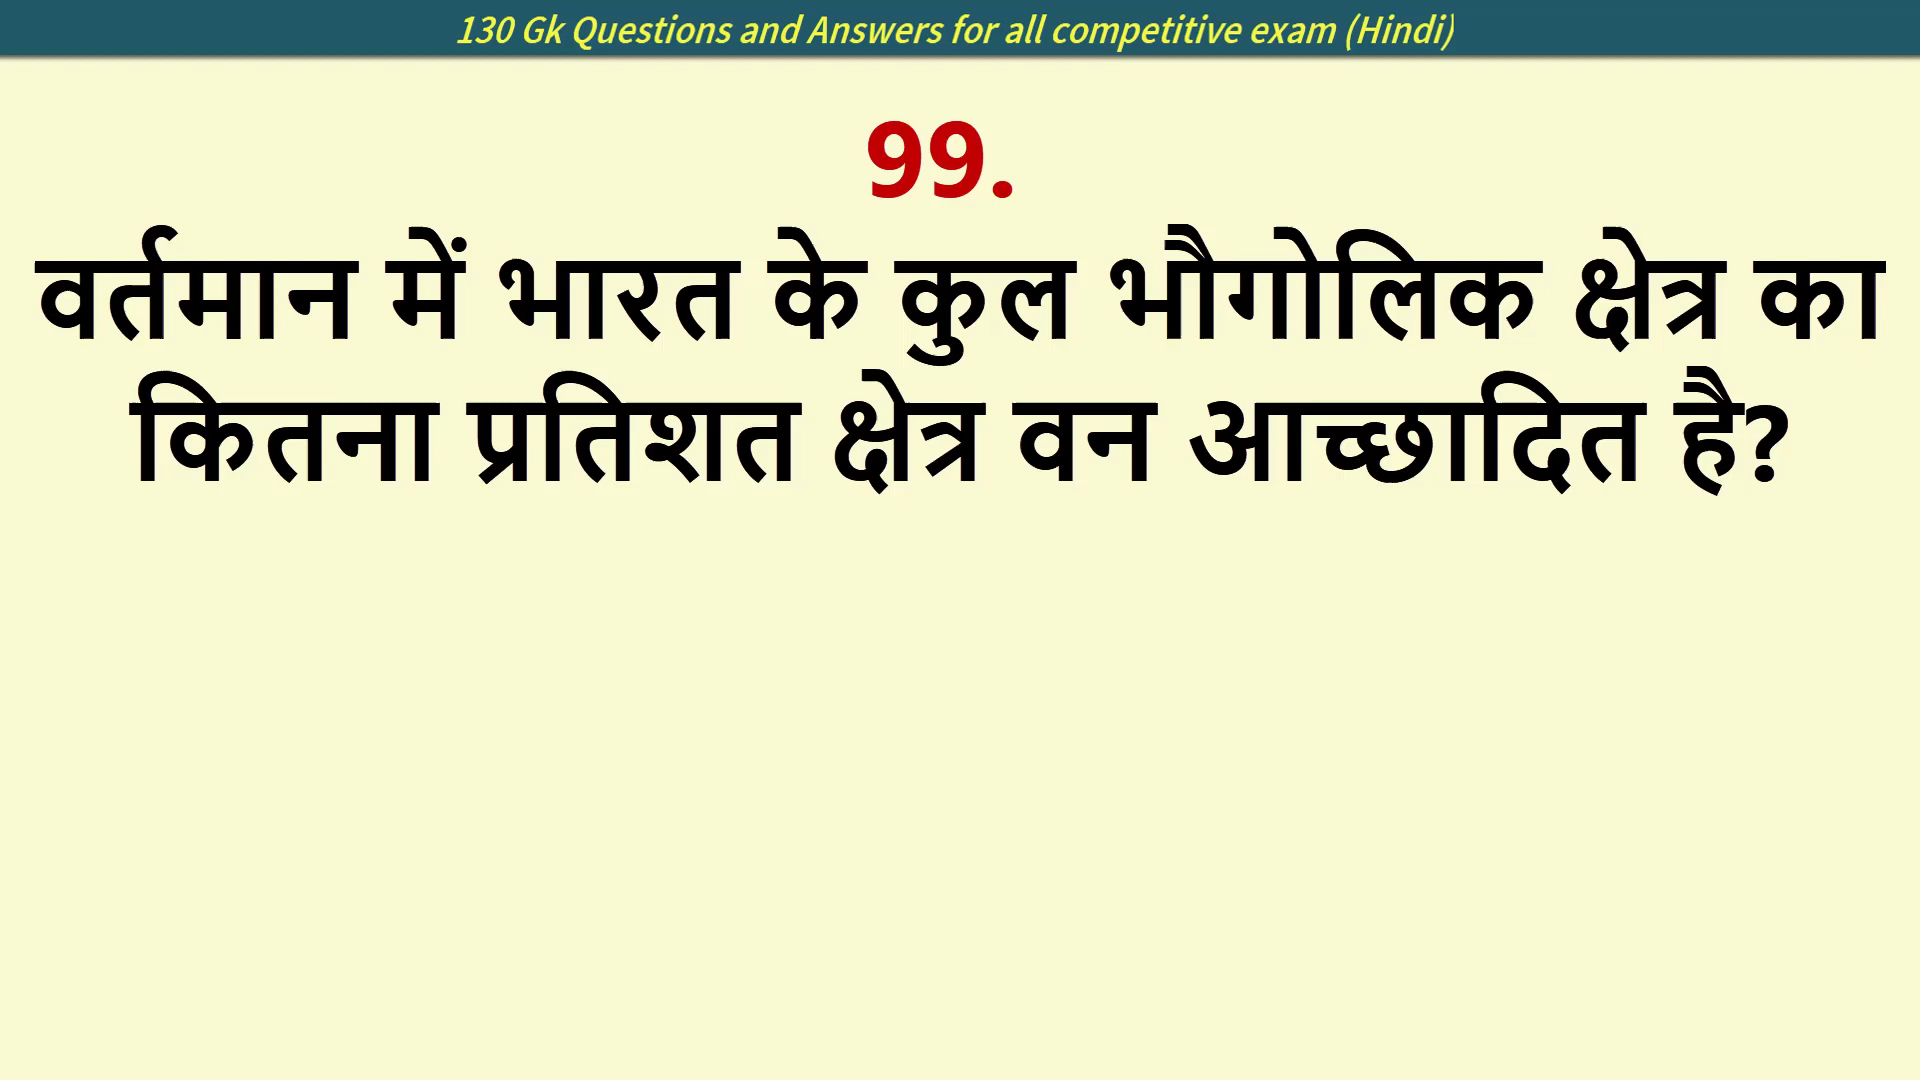 130 Gk Questions and Answers for all competitive exam (Hindi)
99.
वर्तमान में भारत के कुल भौगोलिक क्षेत्र का
कितना प्रतिशत क्षेत्र वन आच्छादित है?